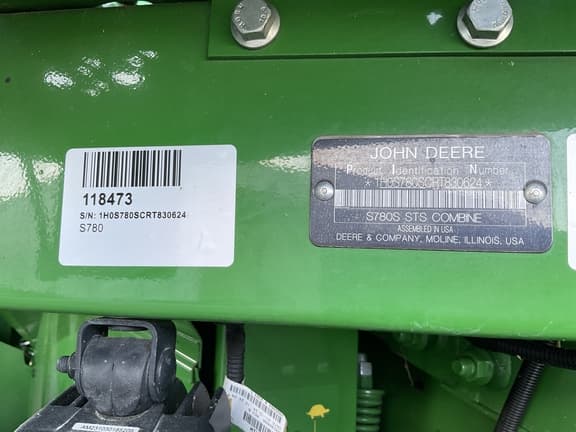 118473
S/N: 1H0S780SCRT830624
S780
JOHN DEERE
Product Identification Number
*1H0S780SCRT830624*
S780S STS COMBINE
ASSEMBLED IN USA
DEERE & COMPANY, MOLINE, ILLINOIS, USA